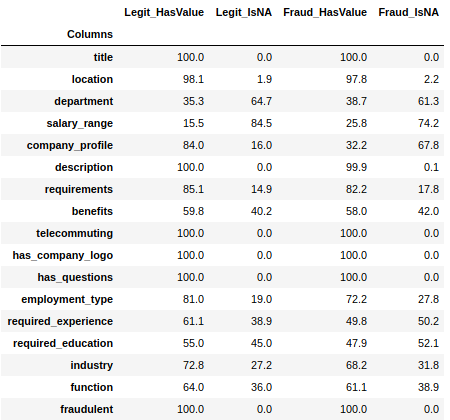 Legit_HasValue Legit_IsNA Fraud_HasValue Fraud_IsNA
Columns
title 100.0 0.0 100.0 0.0
location 98.1 1.9 97.8 2.2
department 35.3 64.7 38.7 61.3
salary_range 15.5 84.5 25.8 74.2
company_profile 84.0 16.0 32.2 67.8
description 100.0 0.0 99.9 0.1
requirements 85.1 14.9 82.2 17.8
benefits 59.8 40.2 58.0 42.0
telecommuting 100.0 0.0 100.0 0.0
has_company_logo 100.0 0.0 100.0 0.0
has_questions 100.0 0.0 100.0 0.0
employment_type 81.0 19.0 72.2 27.8
required_experience 61.1 38.9 49.8 50.2
required_education 55.0 45.0 47.9 52.1
industry 72.8 27.2 68.2 31.8
function 64.0 36.0 61.1 38.9
fraudulent 100.0 0.0 100.0 0.0